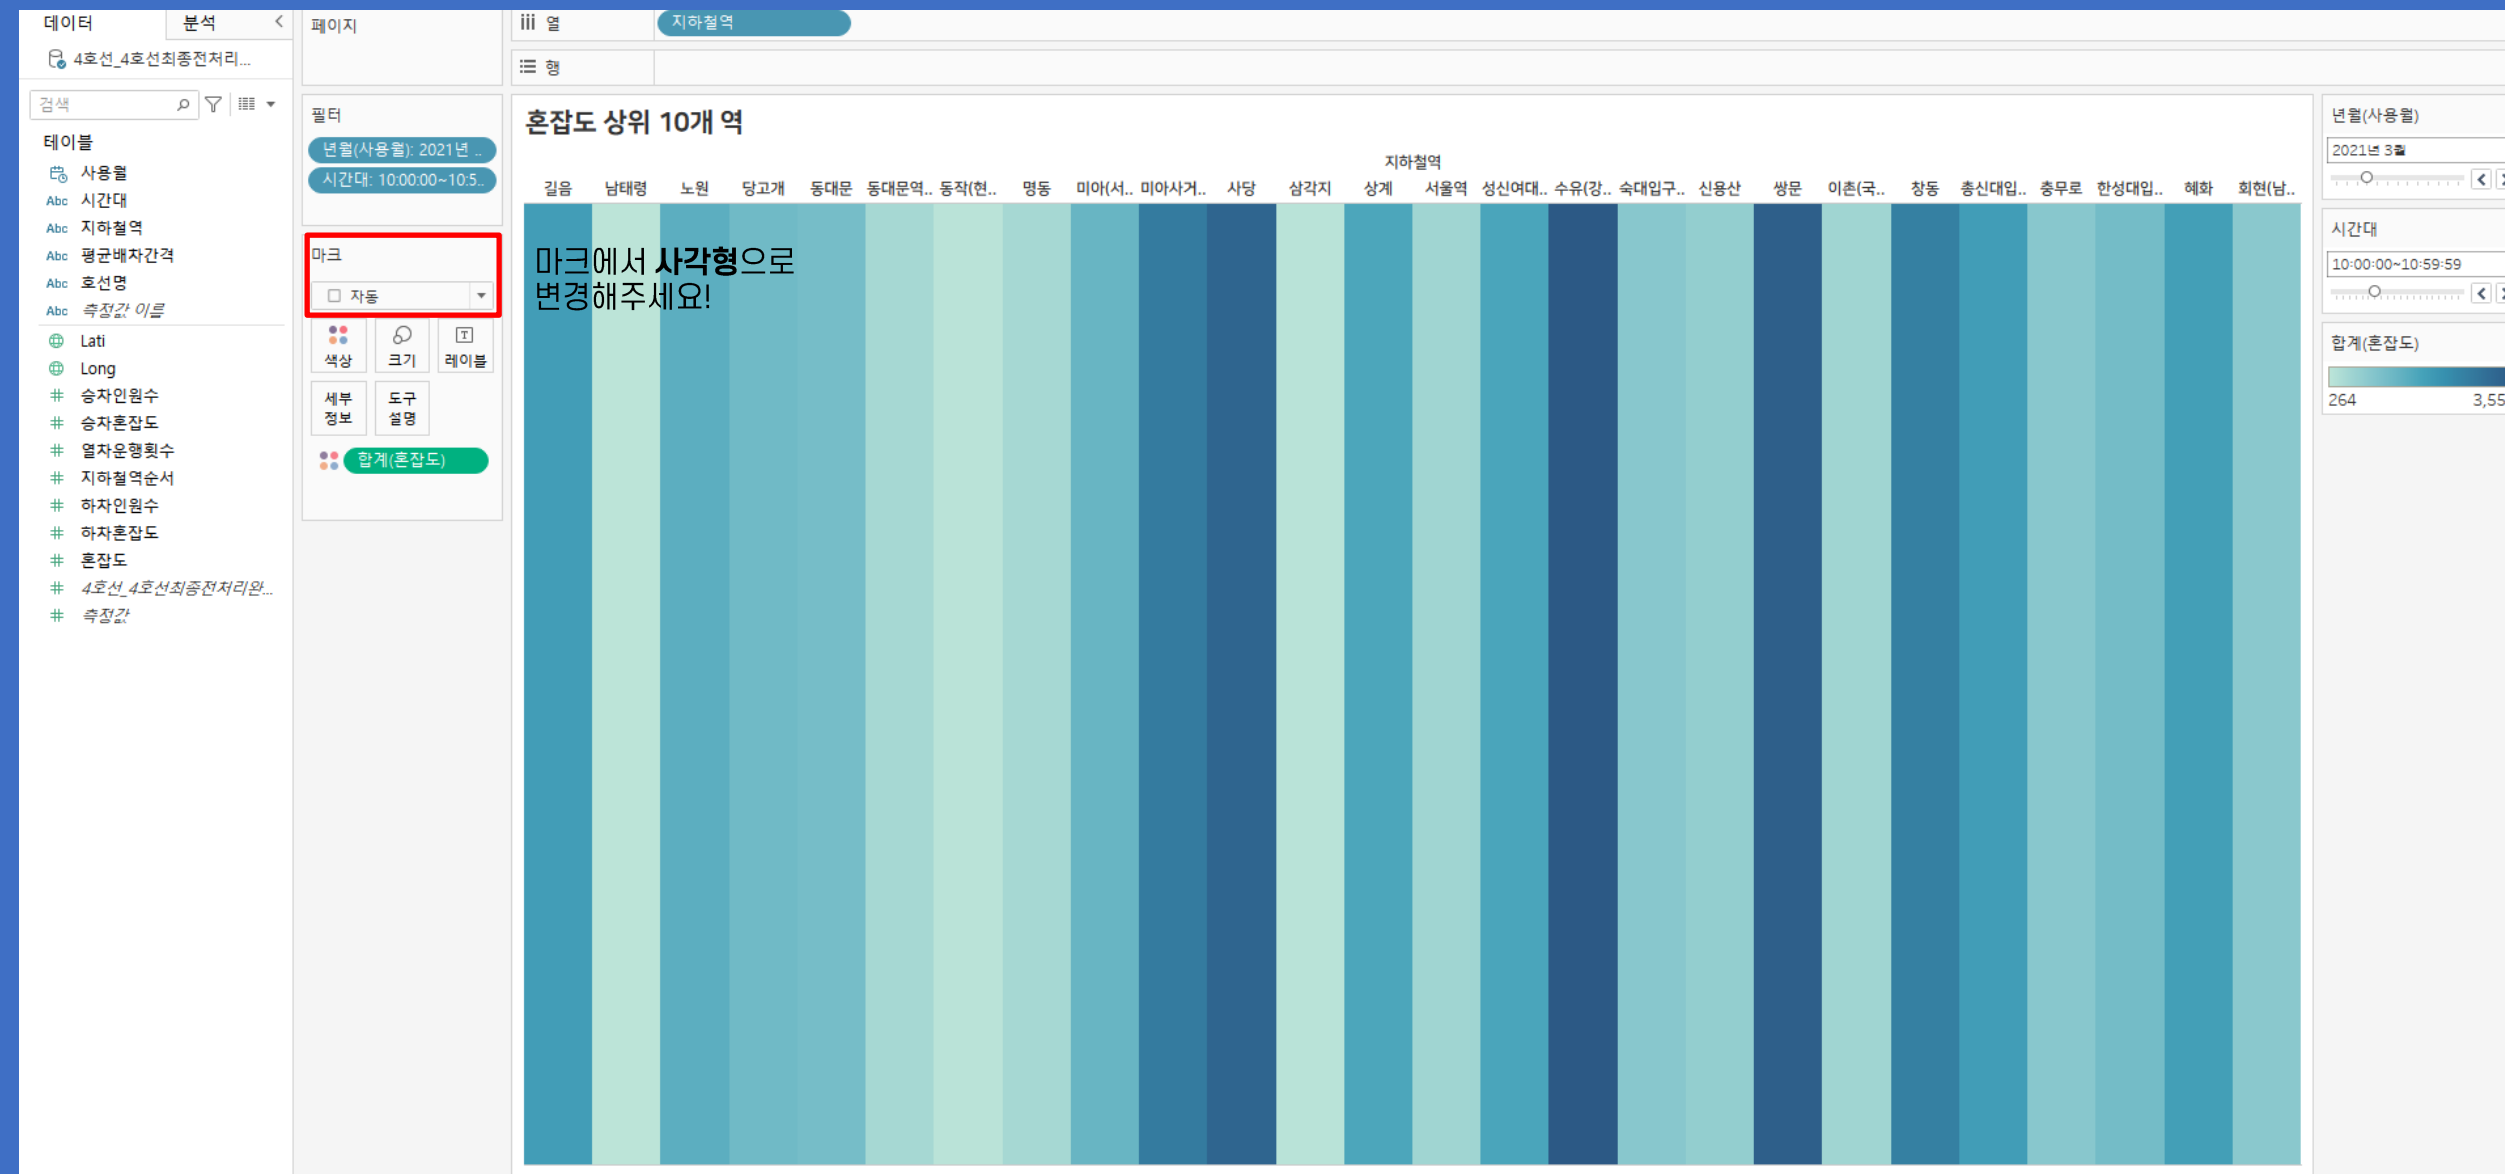 데이터
분석
4호선_4호선최종전처리...
검색
테이블
사용월
Abc 시간대
Abc 지하철역
Abc 평균배차간격
Abc 호선명
Abc 측정값 이름
Lati
Long
# 승차인원수
# 승차혼잡도
# 열차운행횟수
# 지하철역순서
# 하차인원수
# 하차혼잡도
# 혼잡도
# 4호선_4호선최종전처리완...
# 측정값
페이지
필터
년월(사용월): 2021년 ..
시간대: 10:00:00~10:5..
마크
자동
색상
크기
T
레이블
세부
정보
도구
설명
합계(혼잡도)
iii 열
지하철역
행
혼잡도 상위 10개 역
지하철역
길음 남태령 노원 당고개 동대문 동대문역.. 동작(현.. 명동 미아(서.. 미아사거.. 사당 삼각지 상계 서울역 성신여대.. 수유(강.. 숙대입구.. 신용산 쌍문 이촌(국.. 창동 총신대입.. 충무로 한성대입.. 혜화 회현(남..
마크에서 사각형으로
변경해주세요!
년월(사용월)
2021년 3월
시간대
10:00:00~10:59:59
합계(혼잡도)
264 3,55